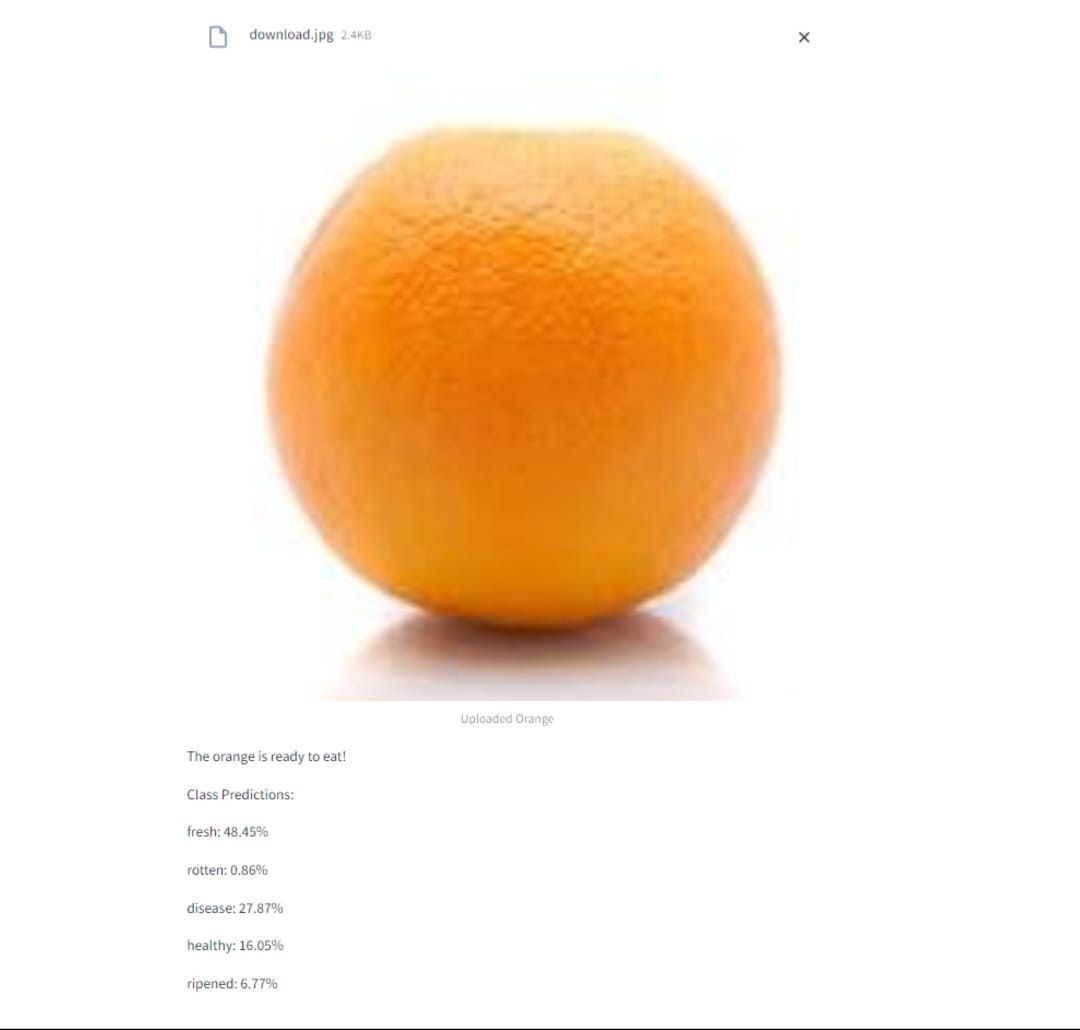 download.jpg 2.4KB
Uploaded Orange
The orange is ready to eat!
Class Predictions:
fresh: 48.45%
rotten: 0.86%
disease: 27.87%
healthy: 16.05%
ripened: 6.77%